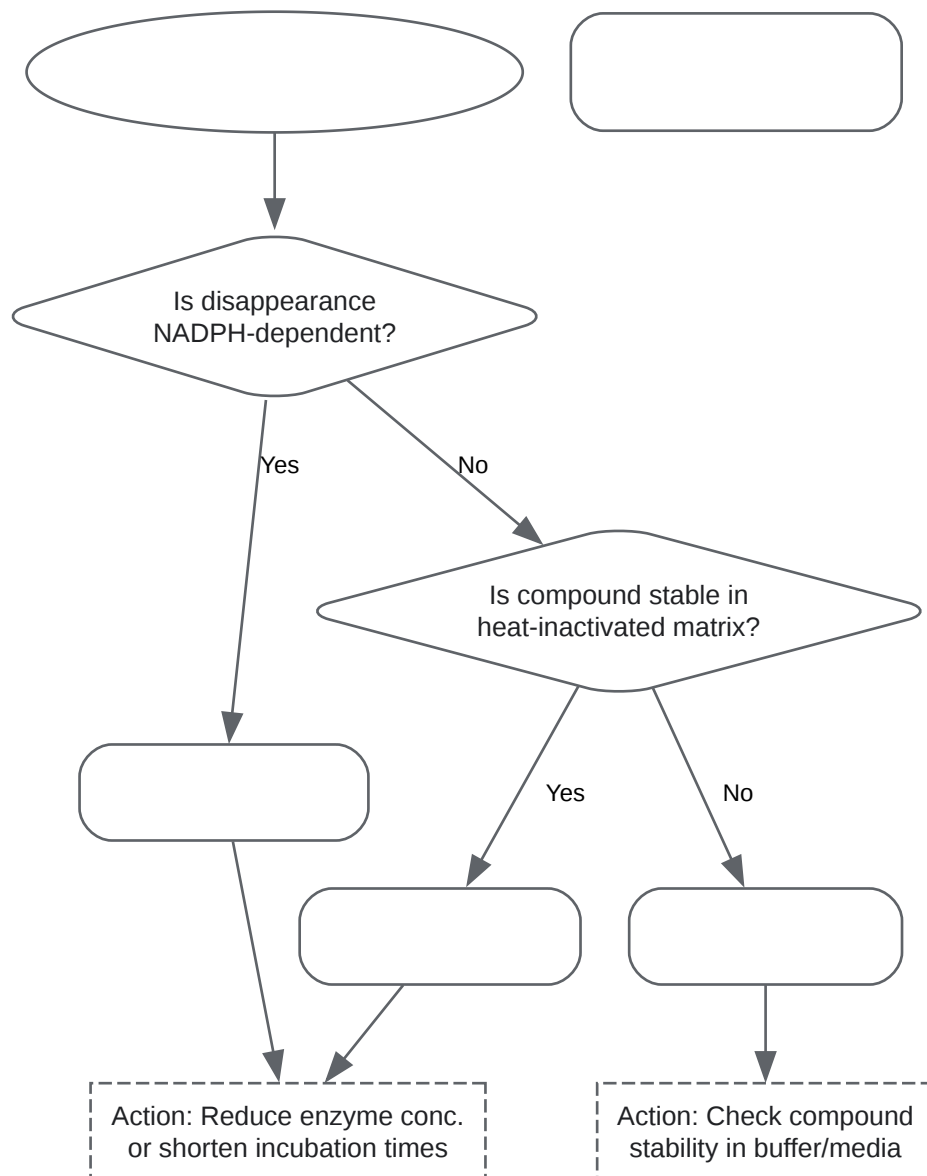 Is disappearance
NADPH-dependent?
Yes
No
Is compound stable in
heat-inactivated matrix?
Yes
No
Action: Reduce enzyme conc.
or shorten incubation times
Action: Check compound
stability in buffer/media